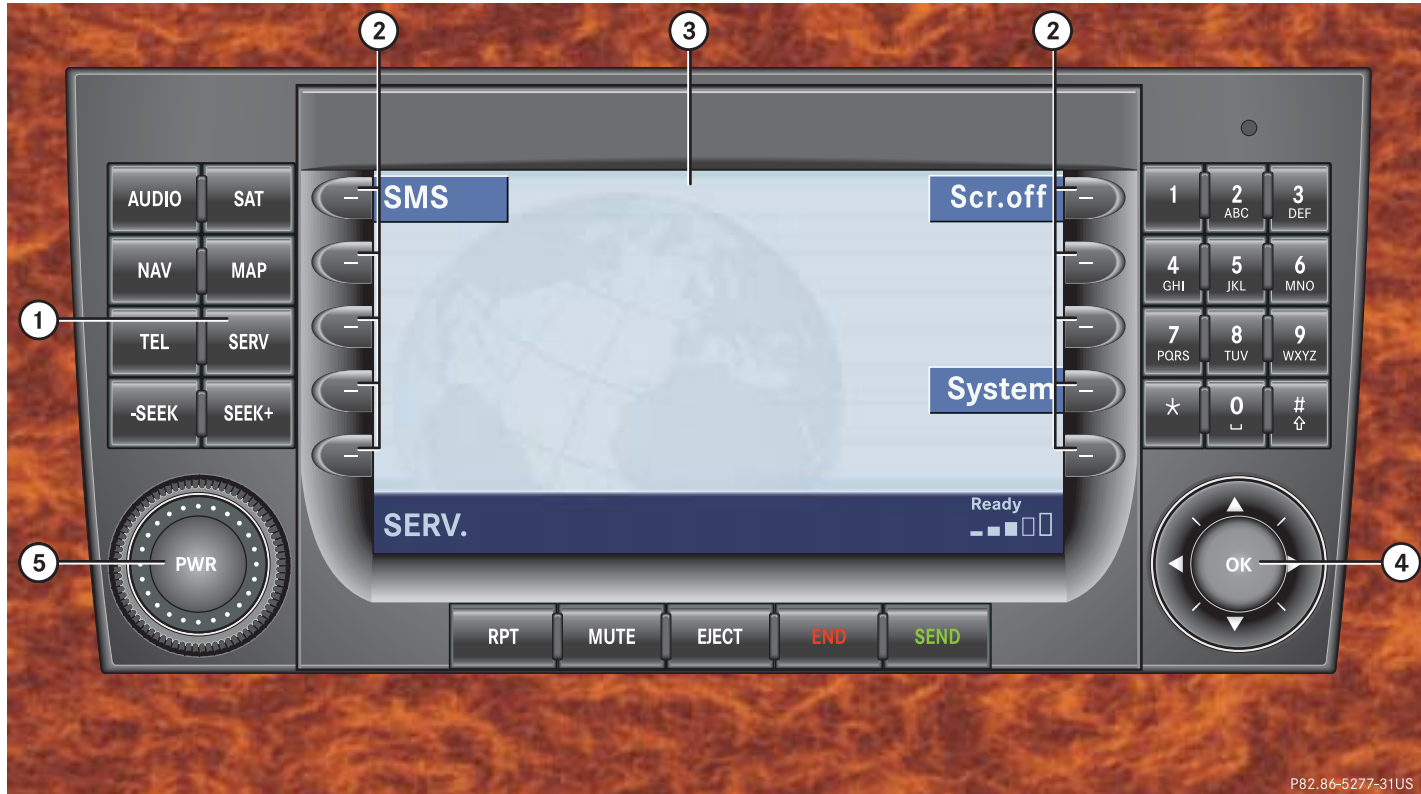 2 3 2
AUDIO SAT
SMS
Scr.off
1 2 ABC 3 DEF
NAV MAP
4 GHI 5 JKL 6 MNO
1
TEL SERV
7 PQRS 8 TUV 9 WXYZ
-SEEK SEEK+
System
* 0 ⎵ # ⇧
SERV.
Ready
5
PWR
OK
4
RPT MUTE EJECT END SEND
P82.86-5277-31US